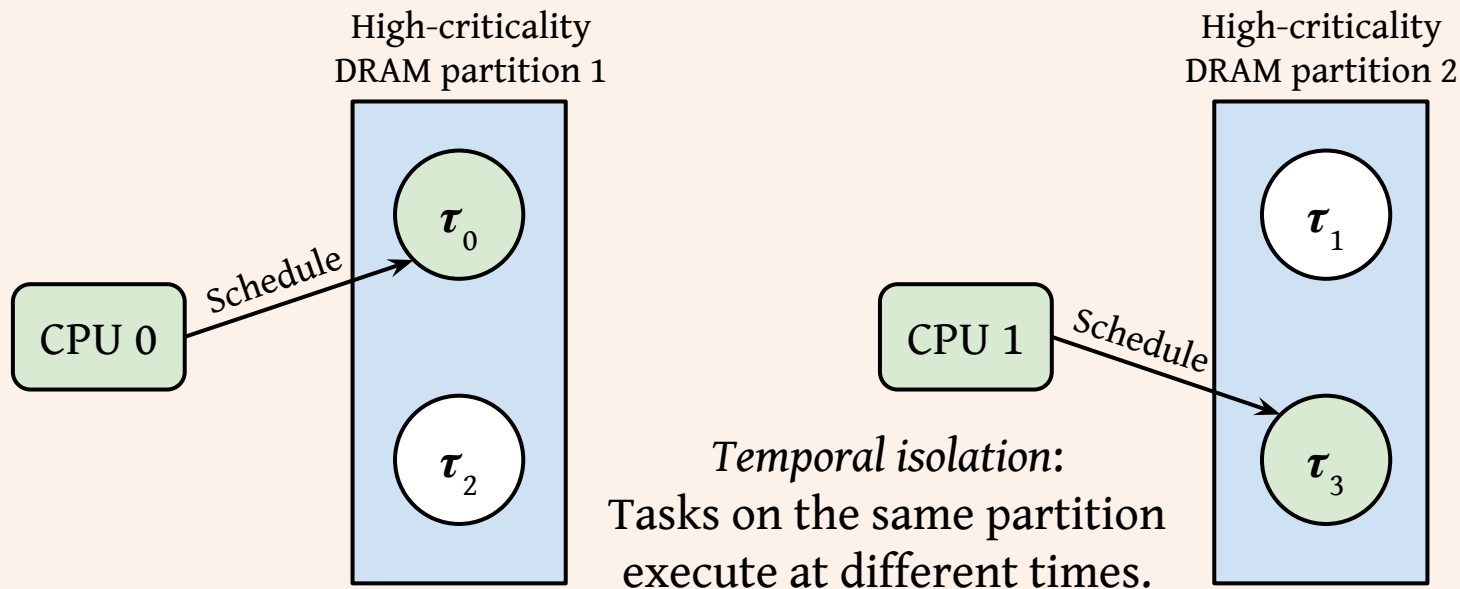 High-criticality
DRAM partition 1
High-criticality
DRAM partition 2
τ₀
τ₁
Schedule
CPU 0
CPU 1
Schedule
τ₂
τ₃
Temporal isolation:
Tasks on the same partition
execute at different times.